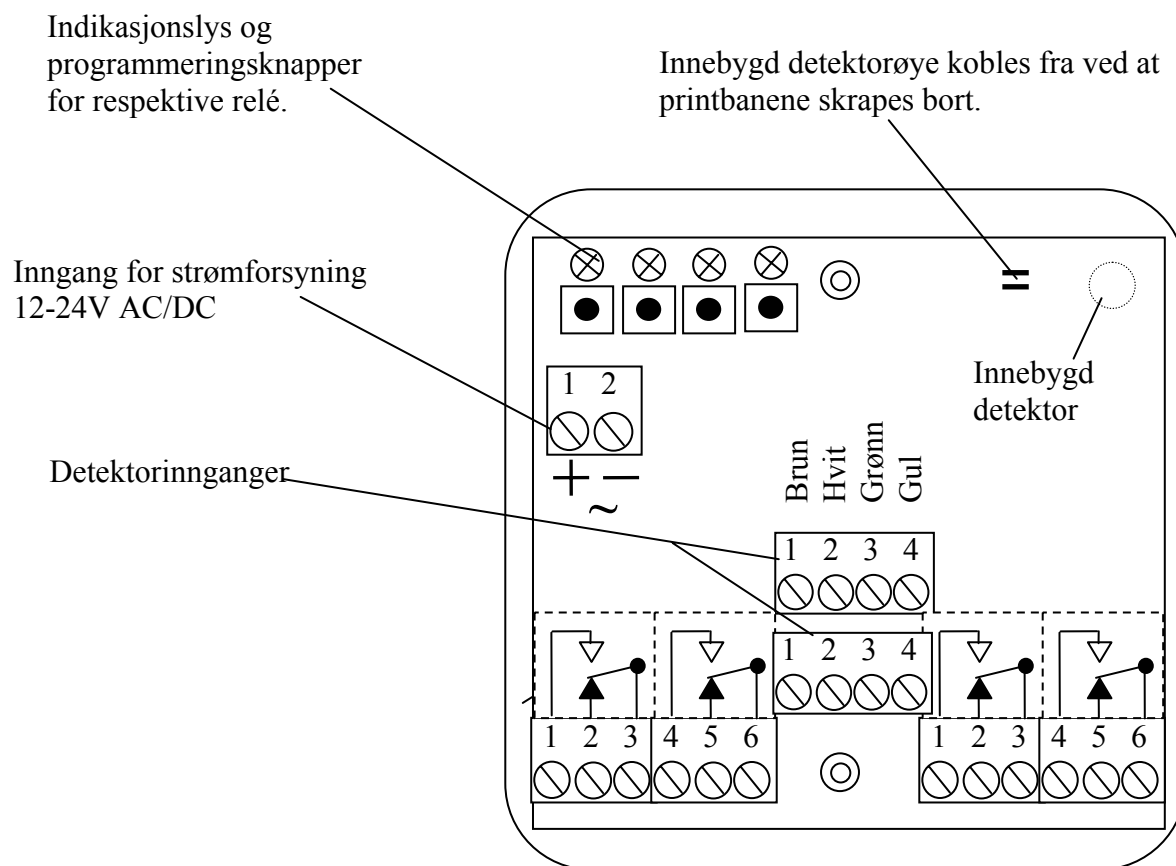 Indikasjonslys og
programmeringsknapper
for respektive relé.
Innebygd detektorøye kobles fra ved at
printbanene skrapes bort.
Inngang for strømforsyning
12-24V AC/DC
1 2
+ −
~
Innebygd
detektor
Detektorinnganger
Brun
Hvit
Grønn
Gul
1 2 3 4
1 2 3 4
1 2 3 4 5 6 1 2 3 4 5 6